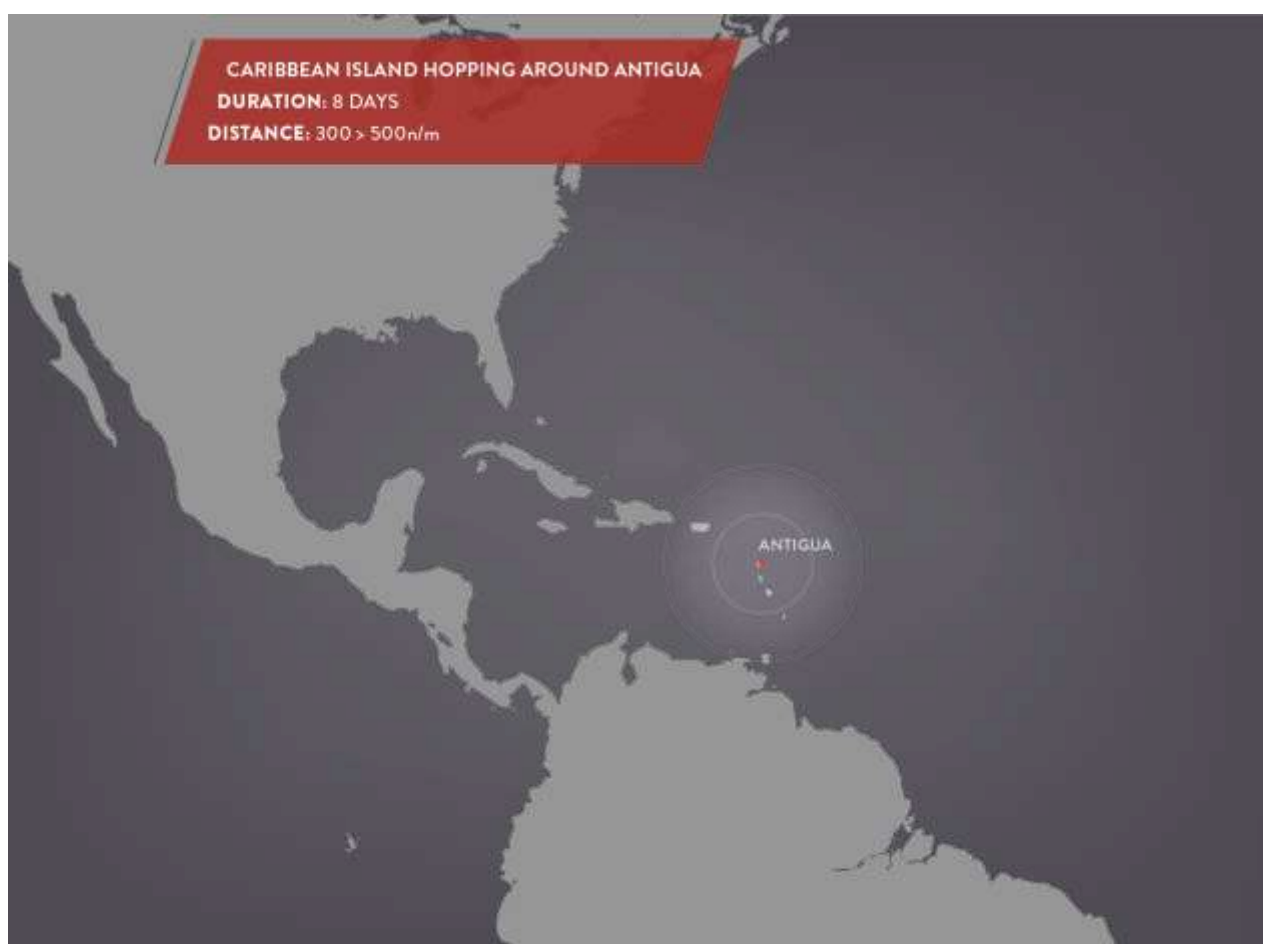 CARIBBEAN ISLAND HOPPING AROUND ANTIGUA
DURATION: 8 DAYS
DISTANCE: 300 > 500n/m
ANTIGUA